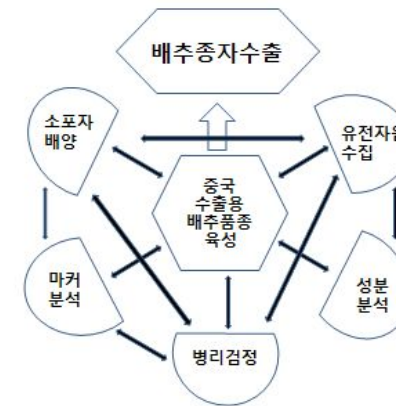 배추종자수출
소포자
배양
유전자원
수집
중국
수출용
배추품종
육성
마커
분석
성분
분석
병리검정